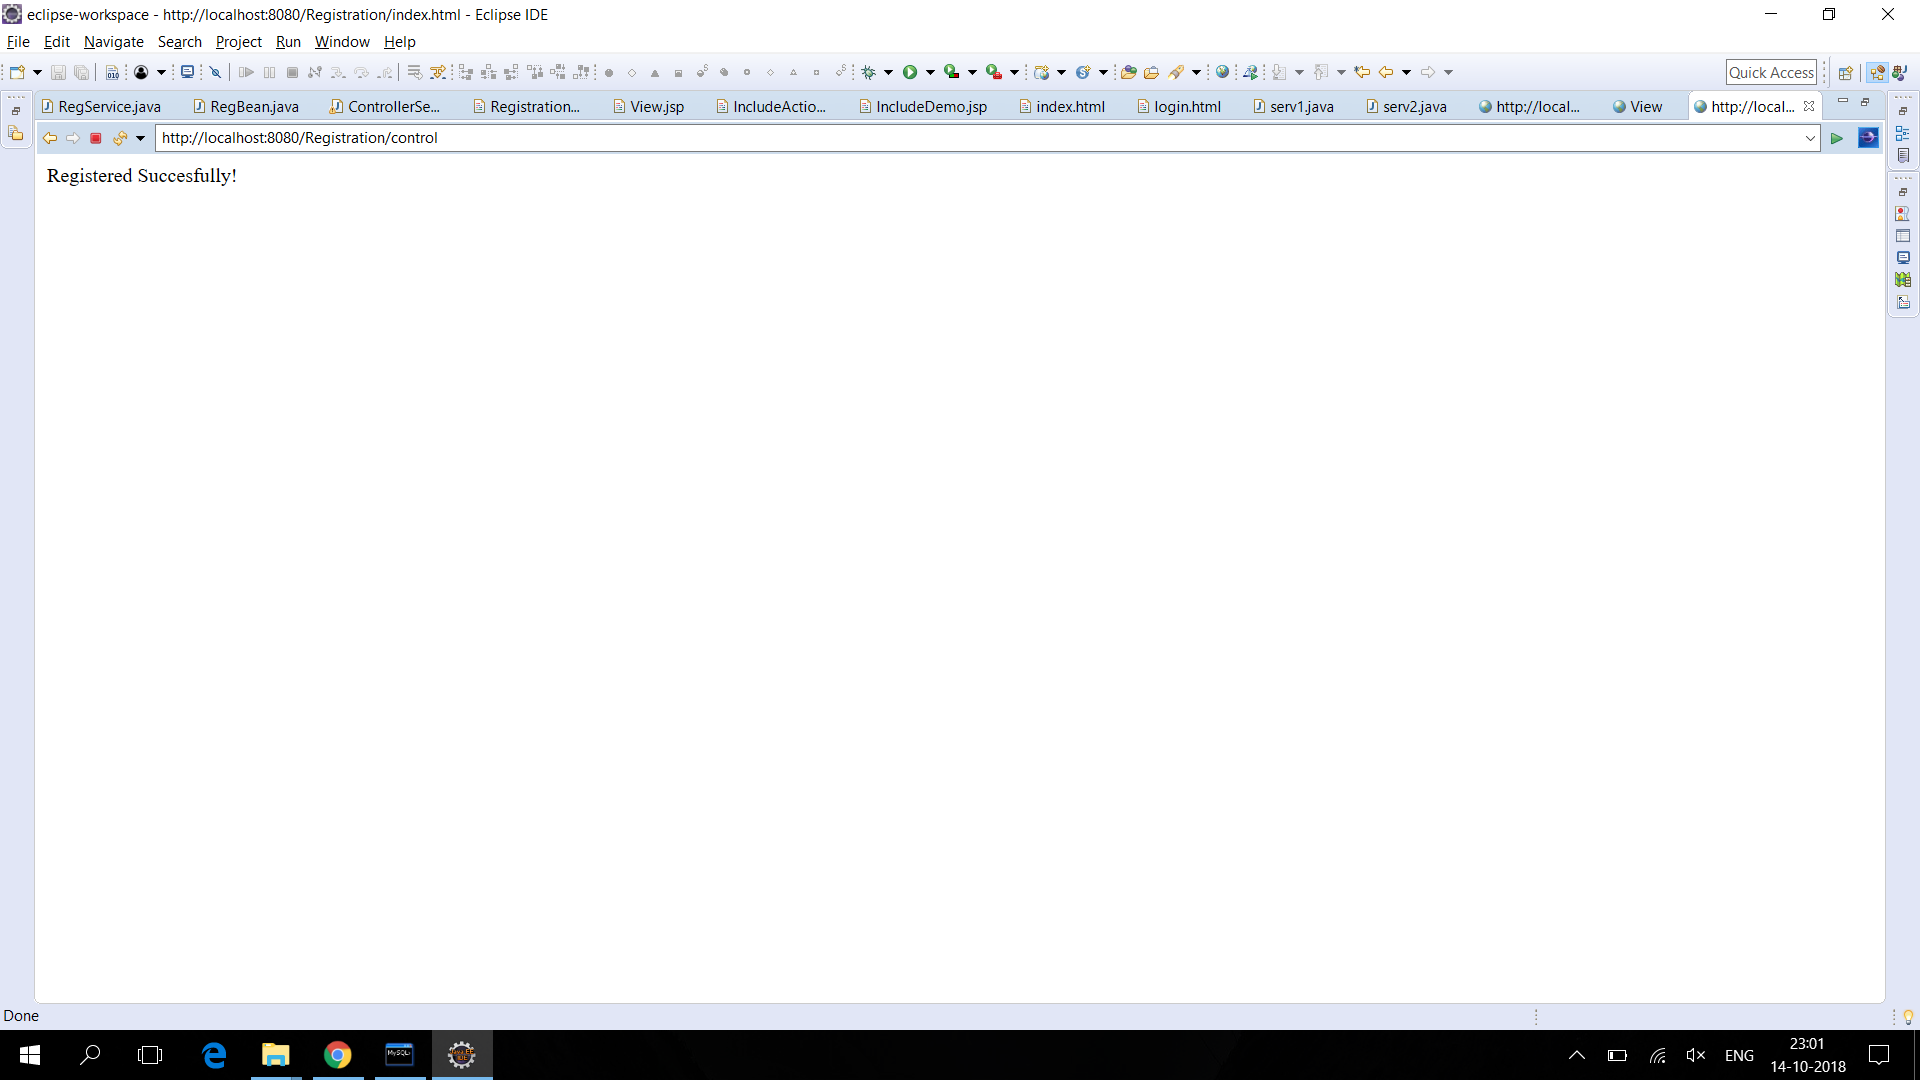 eclipse-workspace - http://localhost:8080/Registration/index.html - Eclipse IDE
File Edit Navigate Search Project Run Window Help
Quick Access
RegService.java RegBean.java ControllerSe... Registration... View.jsp IncludeActio... IncludeDemo.jsp index.html login.html serv1.java serv2.java http://local... View http://local...
http://localhost:8080/Registration/control
Registered Succesfully!
Done
ENG
23:01
14-10-2018